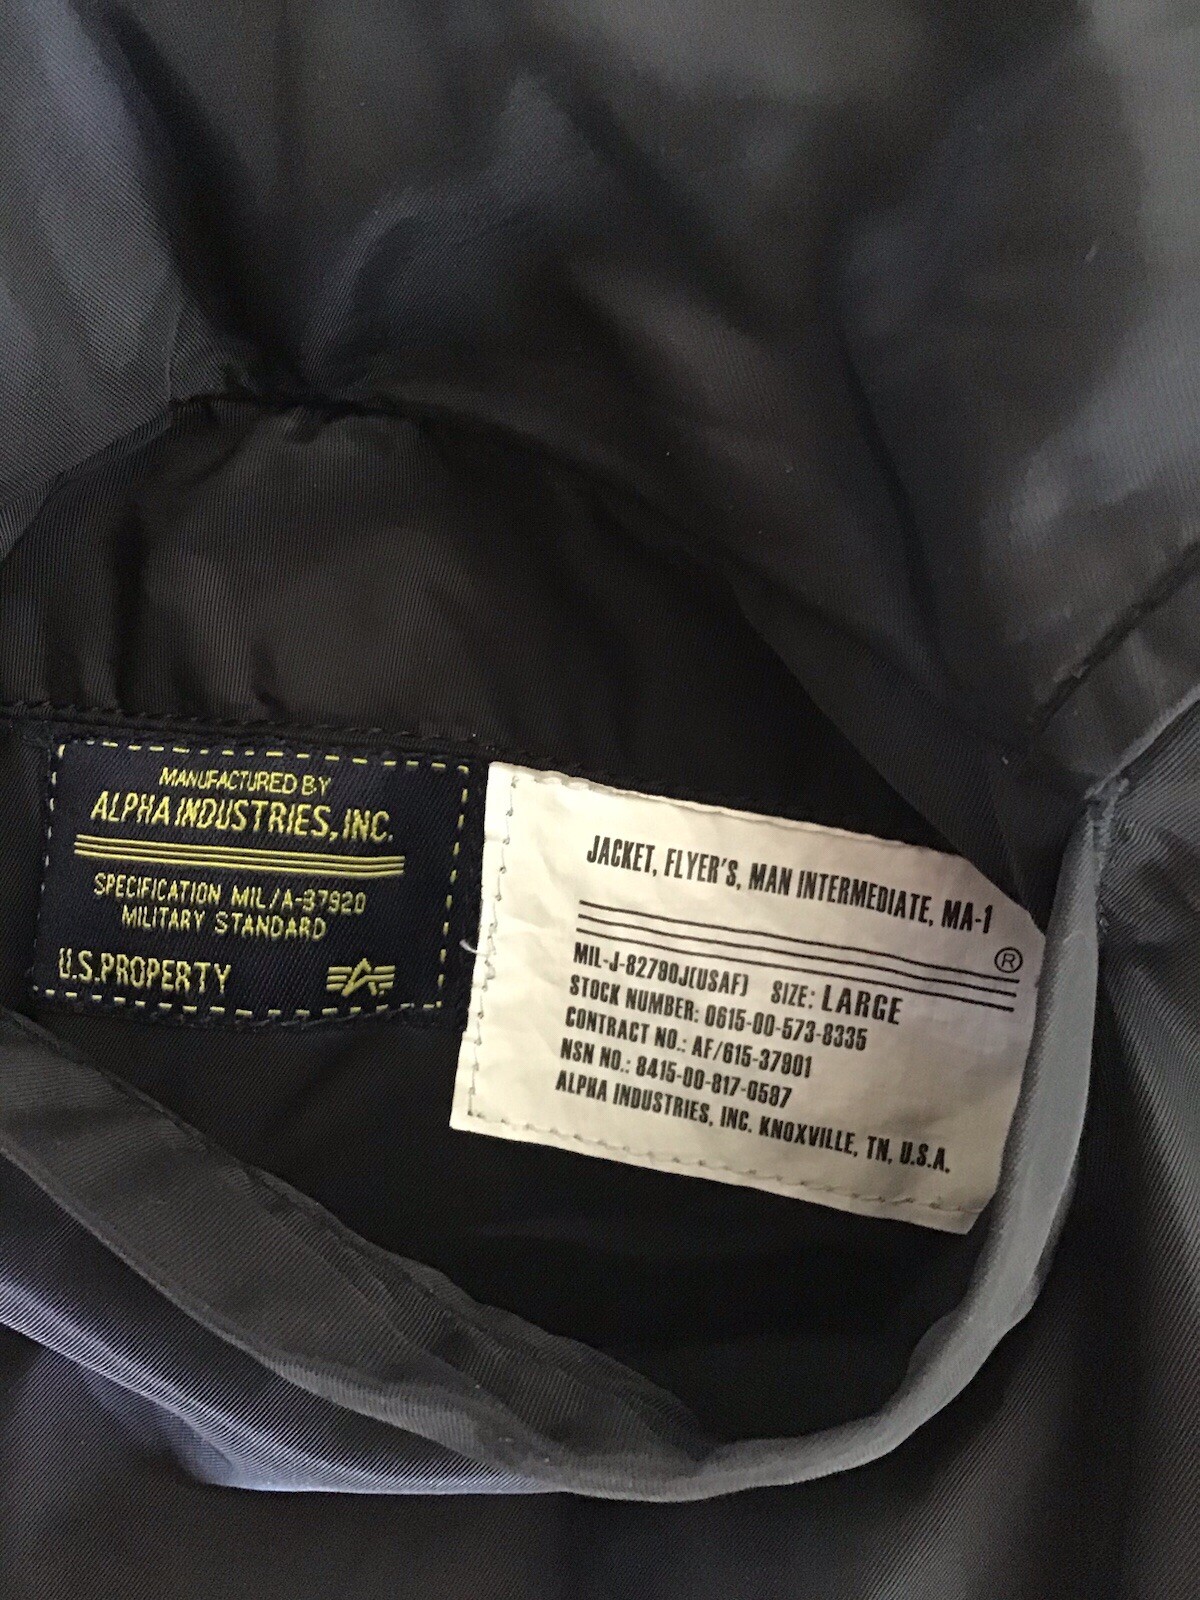 MANUFACTURED BY
ALPHA INDUSTRIES, INC.
SPECIFICATION MIL/A-37920
MILITARY STANDARD
U.S.PROPERTY
JACKET, FLYER'S, MAN INTERMEDIATE, MA-1
®
MIL-J-82790J(USAF) SIZE: LARGE
STOCK NUMBER: 0615-00-573-8335
CONTRACT NO.: AF/615-37901
NSN NO.: 8415-00-817-0597
ALPHA INDUSTRIES, INC. KNOXVILLE, TN, U.S.A.